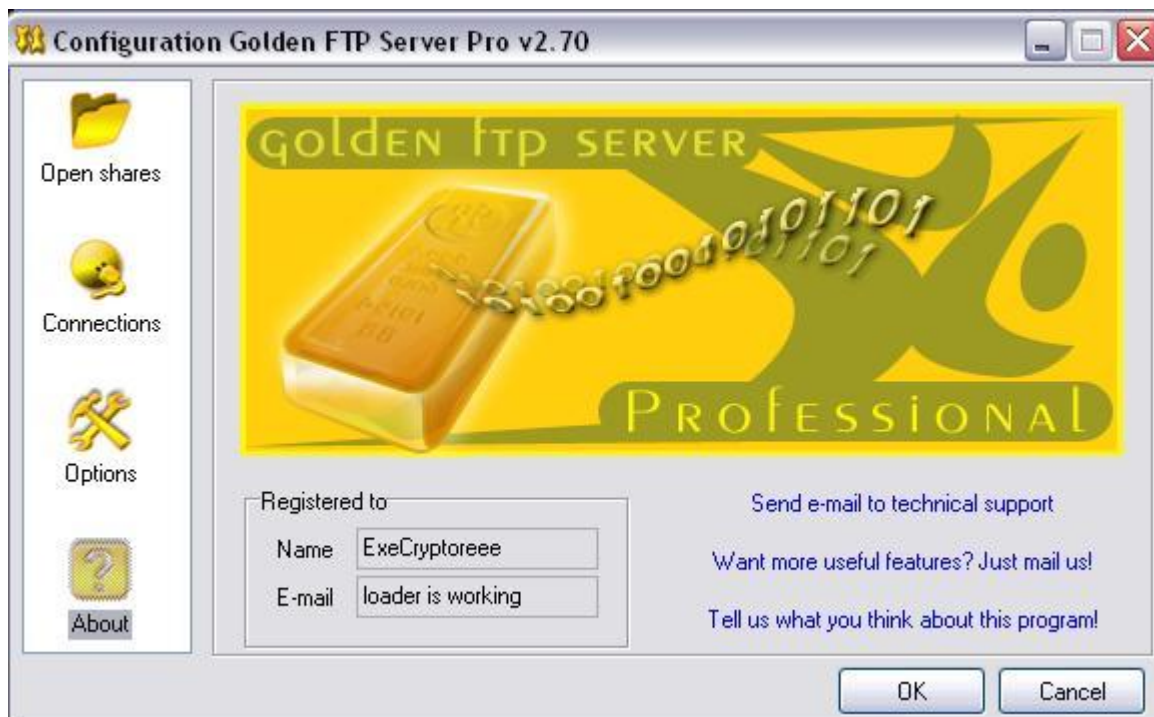 Configuration Golden FTP Server Pro v2.70
Open shares
Connections
Options
About
GOLDEN FTP SERVER
1010010001010101101
PROFESSIONAL
Registered to
Name ExeCryptoreee
E-mail loader is working
Send e-mail to technical support
Want more useful features? Just mail us!
Tell us what you think about this program!
OK
Cancel